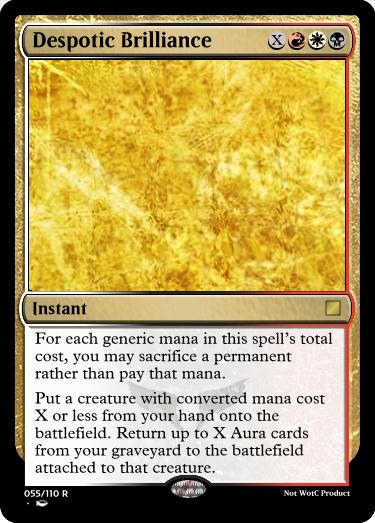 Despotic Brilliance X
Instant
For each generic mana in this spell's total
cost, you may sacrifice a permanent
rather than pay that mana.
Put a creature with converted mana cost
X or less from your hand onto the
battlefield. Return up to X Aura cards
from your graveyard to the battlefield
attached to that creature.
055/110 R
Not WotC Product